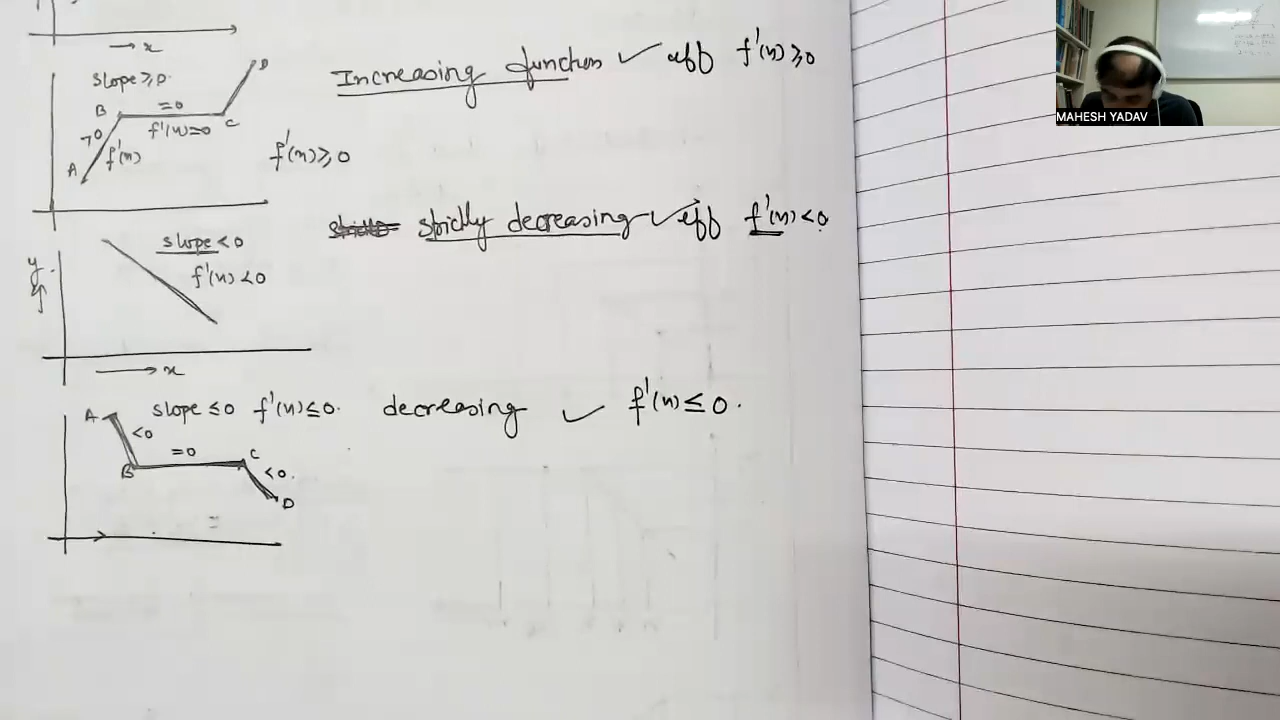 → x
slope ≥ 0.
B
=0
D
f'(x)=0
C
>0
A
f'(x)
f'(x) ≥ 0
Increasing function ✓ iff f'(x) ≥ 0
slope < 0
f'(x) < 0
y
→ x
strictly decreasing ✓ iff f'(x) < 0
A
slope ≤ 0 f'(x) ≤ 0. decreasing ✓ f'(x) ≤ 0.
<0
=0
C
B
<0.
D
MAHESH YADAV